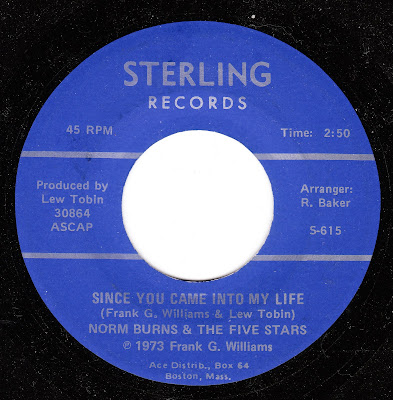 STERLING
RECORDS
45 RPM
Time: 2:50
Produced by
Lew Tobin
30864
ASCAP
Arranger:
R. Baker
S-615
SINCE YOU CAME INTO MY LIFE
(Frank G. Williams & Lew Tobin)
NORM BURNS & THE FIVE STARS
℗ 1973 Frank G. Williams
Ace Distrib., Box 64
Boston, Mass.